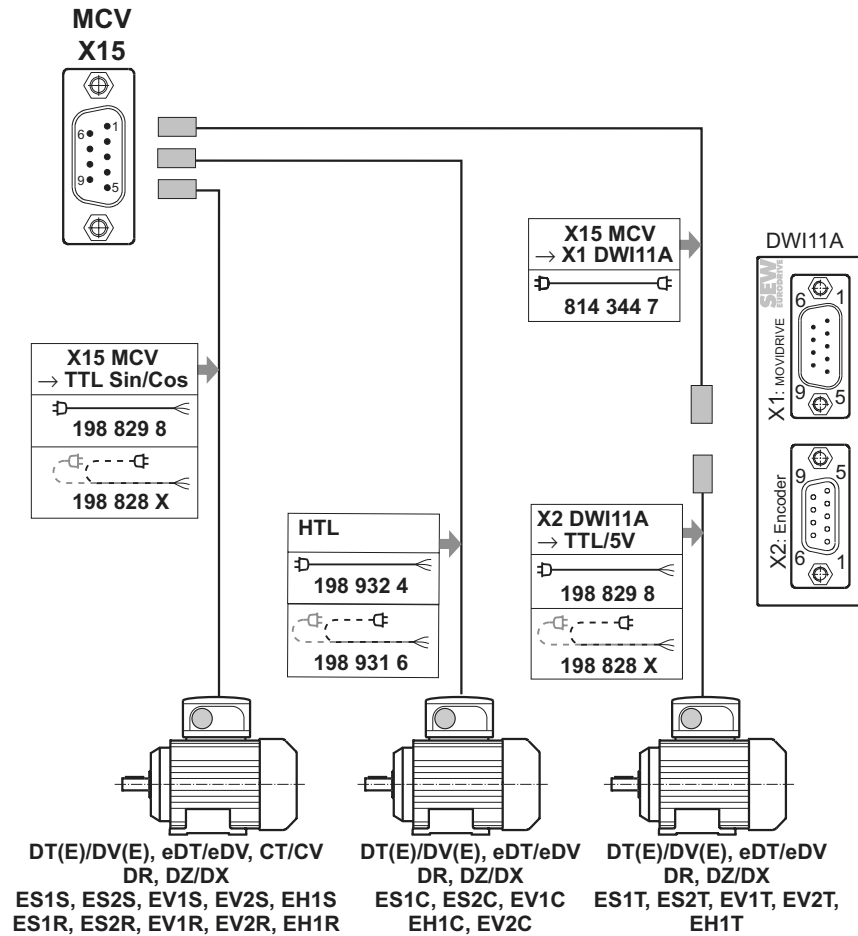 MCV
X15
6
1
9
5
X15 MCV
→ X1 DWI11A
814 344 7
DWI11A
SEW
EURODRIVE
X1: MOVIDRIVE
6
1
9
5
X2: Encoder
9
5
6
1
X15 MCV
→ TTL Sin/Cos
198 829 8
198 828 X
HTL
198 932 4
198 931 6
X2 DWI11A
→ TTL/5V
198 829 8
198 828 X
DT(E)/DV(E), eDT/eDV, CT/CV
DR, DZ/DX
ES1S, ES2S, EV1S, EV2S, EH1S
ES1R, ES2R, EV1R, EV2R, EH1R
DT(E)/DV(E), eDT/eDV
DR, DZ/DX
ES1C, ES2C, EV1C
EH1C, EV2C
DT(E)/DV(E), eDT/eDV
DR, DZ/DX
ES1T, ES2T, EV1T, EV2T,
EH1T